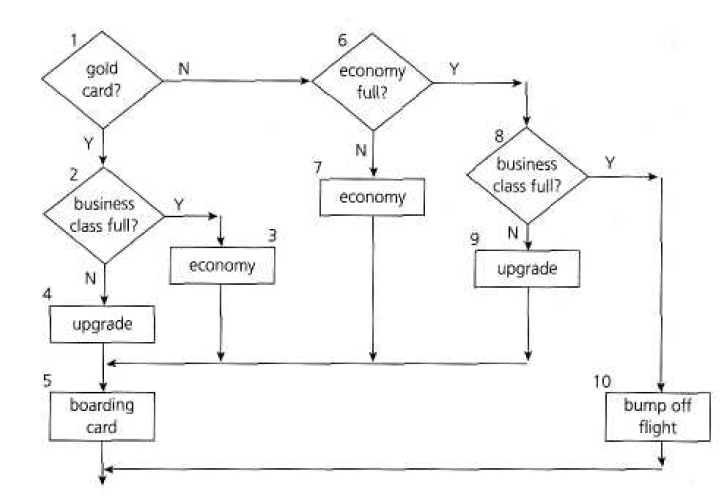 1
gold
card?
N
Y
6
economy
full?
Y
N
2
business
class full?
Y
N
3
economy
4
upgrade
5
boarding
card
7
economy
8
business
class full?
Y
N
9
upgrade
10
bump off
flight